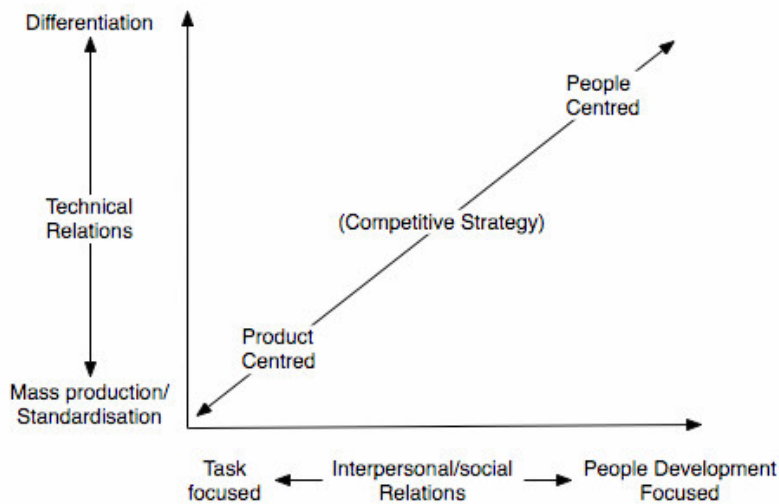 Differentiation
People
Centred
Technical
Relations
(Competitive Strategy)
Product
Centred
Mass production/
Standardisation
Task
focused
Interpersonal/social
Relations
People Development
Focused